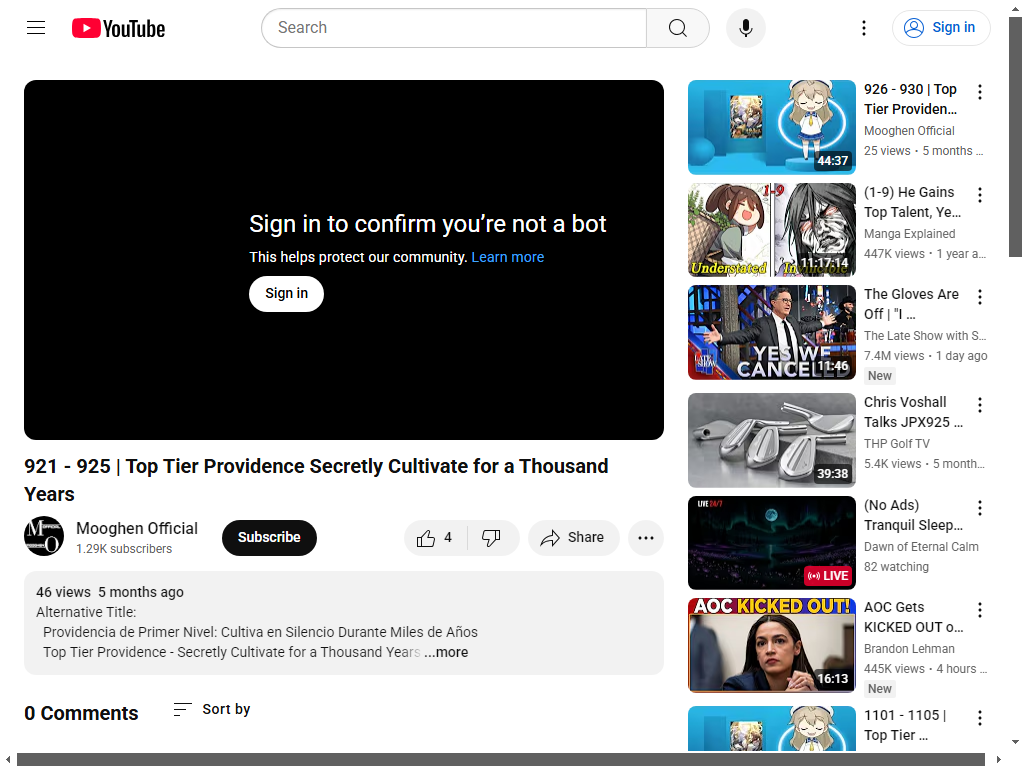 YouTube
Search
Sign in
Sign in to confirm you’re not a bot
This helps protect our community. Learn more
Sign in
921 - 925 | Top Tier Providence Secretly Cultivate for a Thousand
Years
Mooghen Official
1.29K subscribers
Subscribe
4
Share
46 views 5 months ago
Alternative Title:
Providencia de Primer Nivel: Cultiva en Silencio Durante Miles de Años
Top Tier Providence - Secretly Cultivate for a Thousand Years ...more
0 Comments
Sort by
44:37
926 - 930 | Top
Tier Providen…
Mooghen Official
25 views • 5 months …
1-9
Understated Invincible
11:17:14
(1-9) He Gains
Top Talent, Ye…
Manga Explained
447K views • 1 year a…
YES WE
CANCELLED
11:46
The Gloves Are
Off | "I …
The Late Show with S…
7.4M views • 1 day ago
New
39:38
Chris Voshall
Talks JPX925 …
THP Golf TV
5.4K views • 5 month…
LIVE 24/7
LIVE
(No Ads)
Tranquil Sleep…
Dawn of Eternal Calm
82 watching
AOC KICKED OUT!
16:13
AOC Gets
KICKED OUT o…
Brandon Lehman
445K views • 4 hours …
New
1101 - 1105 |
Top Tier …